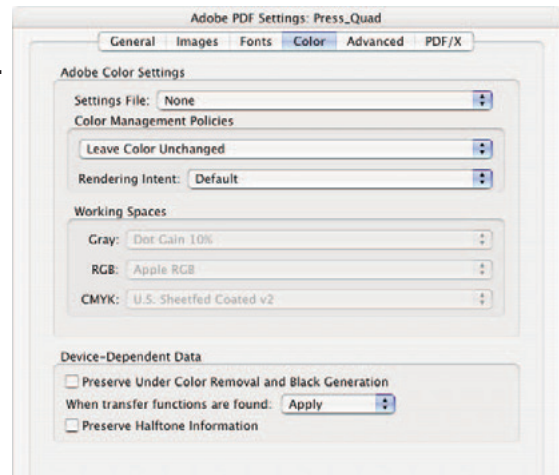 Adobe PDF Settings: Press_Quad
General Images Fonts Color Advanced PDF/X
Adobe Color Settings
Settings File: None
Color Management Policies
Leave Color Unchanged
Rendering Intent: Default
Working Spaces
Gray: Dot Gain 10%
RGB: Apple RGB
CMYK: U.S. Sheetfed Coated v2
Device-Dependent Data
Preserve Under Color Removal and Black Generation
When transfer functions are found: Apply
Preserve Halftone Information